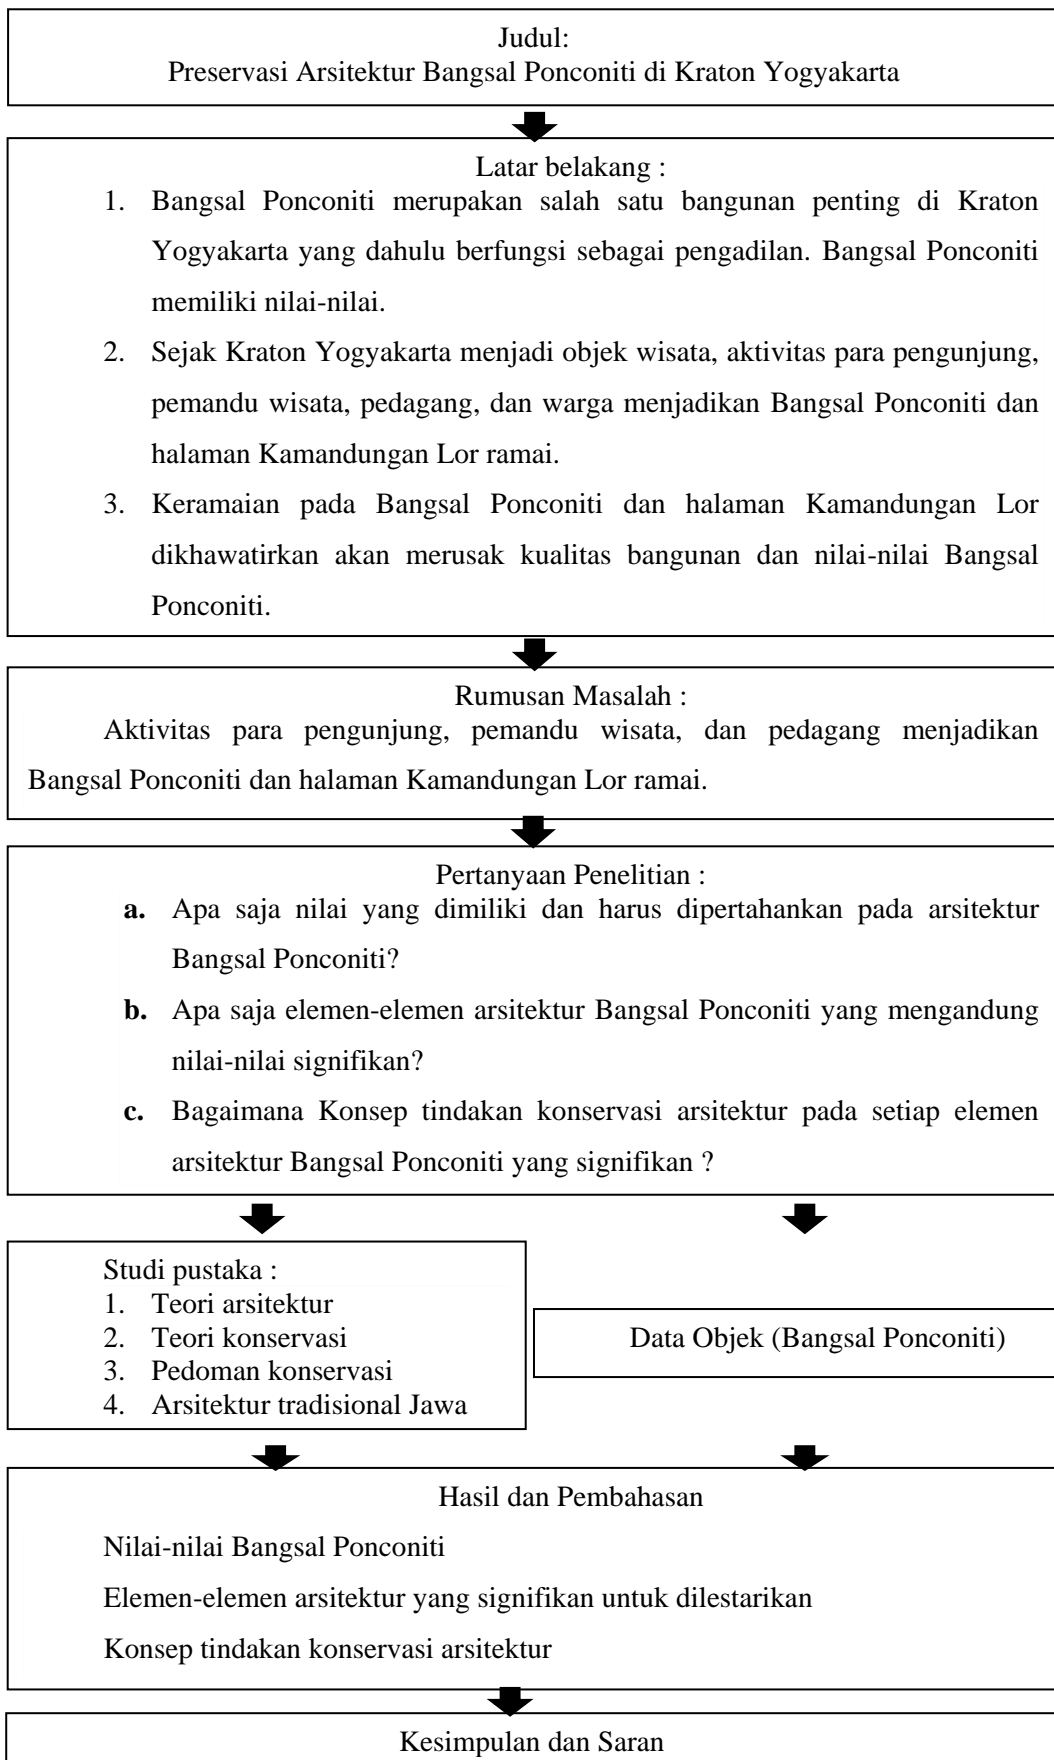 Judul:
Preservasi Arsitektur Bangsal Ponconiti di Kraton Yogyakarta
Latar belakang :
1. Bangsal Ponconiti merupakan salah satu bangunan penting di Kraton
Yogyakarta yang dahulu berfungsi sebagai pengadilan. Bangsal Ponconiti
memiliki nilai-nilai.
2. Sejak Kraton Yogyakarta menjadi objek wisata, aktivitas para pengunjung,
pemandu wisata, pedagang, dan warga menjadikan Bangsal Ponconiti dan
halaman Kamandungan Lor ramai.
3. Keramaian pada Bangsal Ponconiti dan halaman Kamandungan Lor
dikhawatirkan akan merusak kualitas bangunan dan nilai-nilai Bangsal
Ponconiti.
Rumusan Masalah :
Aktivitas para pengunjung, pemandu wisata, dan pedagang menjadikan
Bangsal Ponconiti dan halaman Kamandungan Lor ramai.
Pertanyaan Penelitian :
a. Apa saja nilai yang dimiliki dan harus dipertahankan pada arsitektur
Bangsal Ponconiti?
b. Apa saja elemen-elemen arsitektur Bangsal Ponconiti yang mengandung
nilai-nilai signifikan?
c. Bagaimana Konsep tindakan konservasi arsitektur pada setiap elemen
arsitektur Bangsal Ponconiti yang signifikan ?
Studi pustaka :
1. Teori arsitektur
2. Teori konservasi
3. Pedoman konservasi
4. Arsitektur tradisional Jawa
Data Objek (Bangsal Ponconiti)
Hasil dan Pembahasan
Nilai-nilai Bangsal Ponconiti
Elemen-elemen arsitektur yang signifikan untuk dilestarikan
Konsep tindakan konservasi arsitektur
Kesimpulan dan Saran